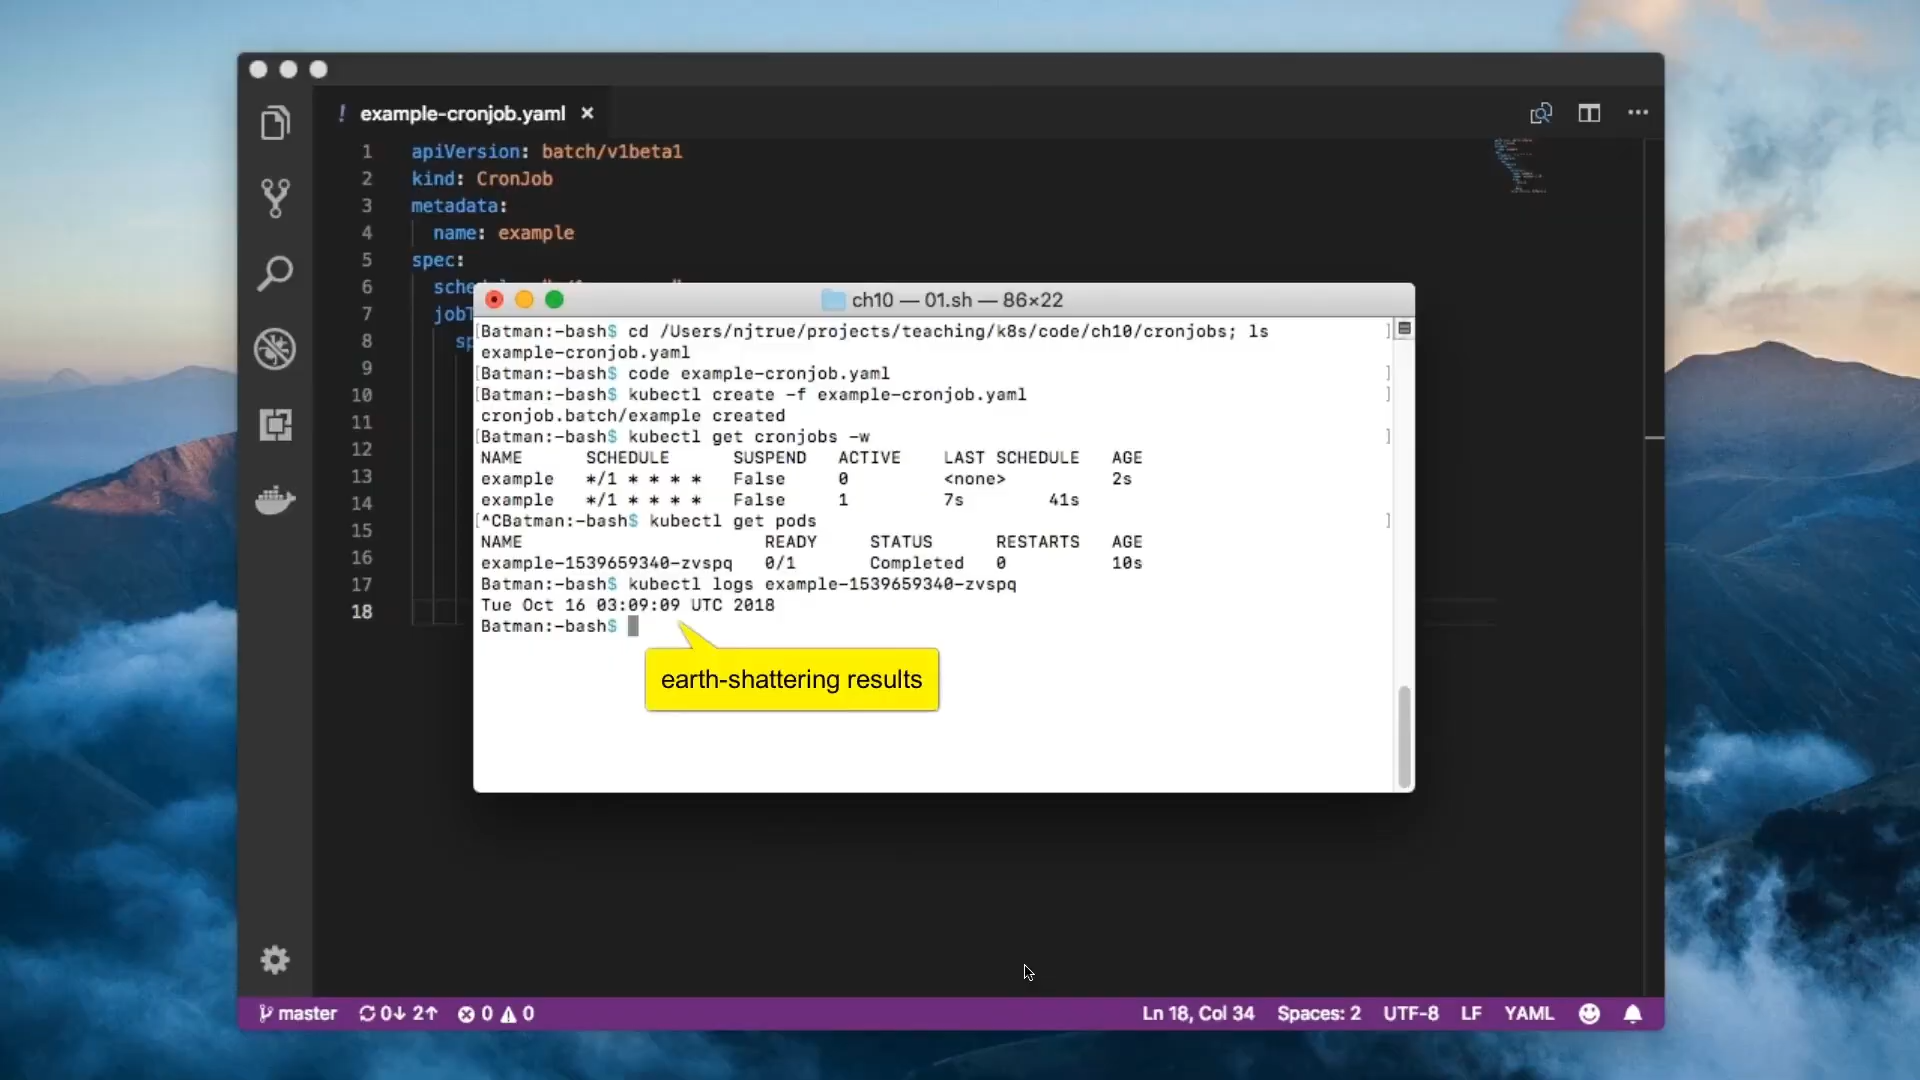 example-cronjob.yaml
1 apiVersion: batch/v1beta1
2 kind: CronJob
3 metadata:
4 name: example
5 spec:
6
7
8
9
10
11
12
13
14
15
16
17
18
ch10 — 01.sh — 86×22
[Batman:~bash$ cd /Users/njtrue/projects/teaching/k8s/code/ch10/cronjobs; ls ]
example-cronjob.yaml
[Batman:~bash$ code example-cronjob.yaml ]
[Batman:~bash$ kubectl create -f example-cronjob.yaml ]
cronjob.batch/example created
[Batman:~bash$ kubectl get cronjobs -w ]
NAME SCHEDULE SUSPEND ACTIVE LAST SCHEDULE AGE
example */1 * * * * False 0 <none> 2s
example */1 * * * * False 1 7s 41s
[^CBatman:~bash$ kubectl get pods ]
NAME READY STATUS RESTARTS AGE
example-1539659340-zvspq 0/1 Completed 0 10s
Batman:~bash$ kubectl logs example-1539659340-zvspq
Tue Oct 16 03:09:09 UTC 2018
Batman:~bash$
earth-shattering results
master 0↓ 2↑ 0 0 Ln 18, Col 34 Spaces: 2 UTF-8 LF YAML